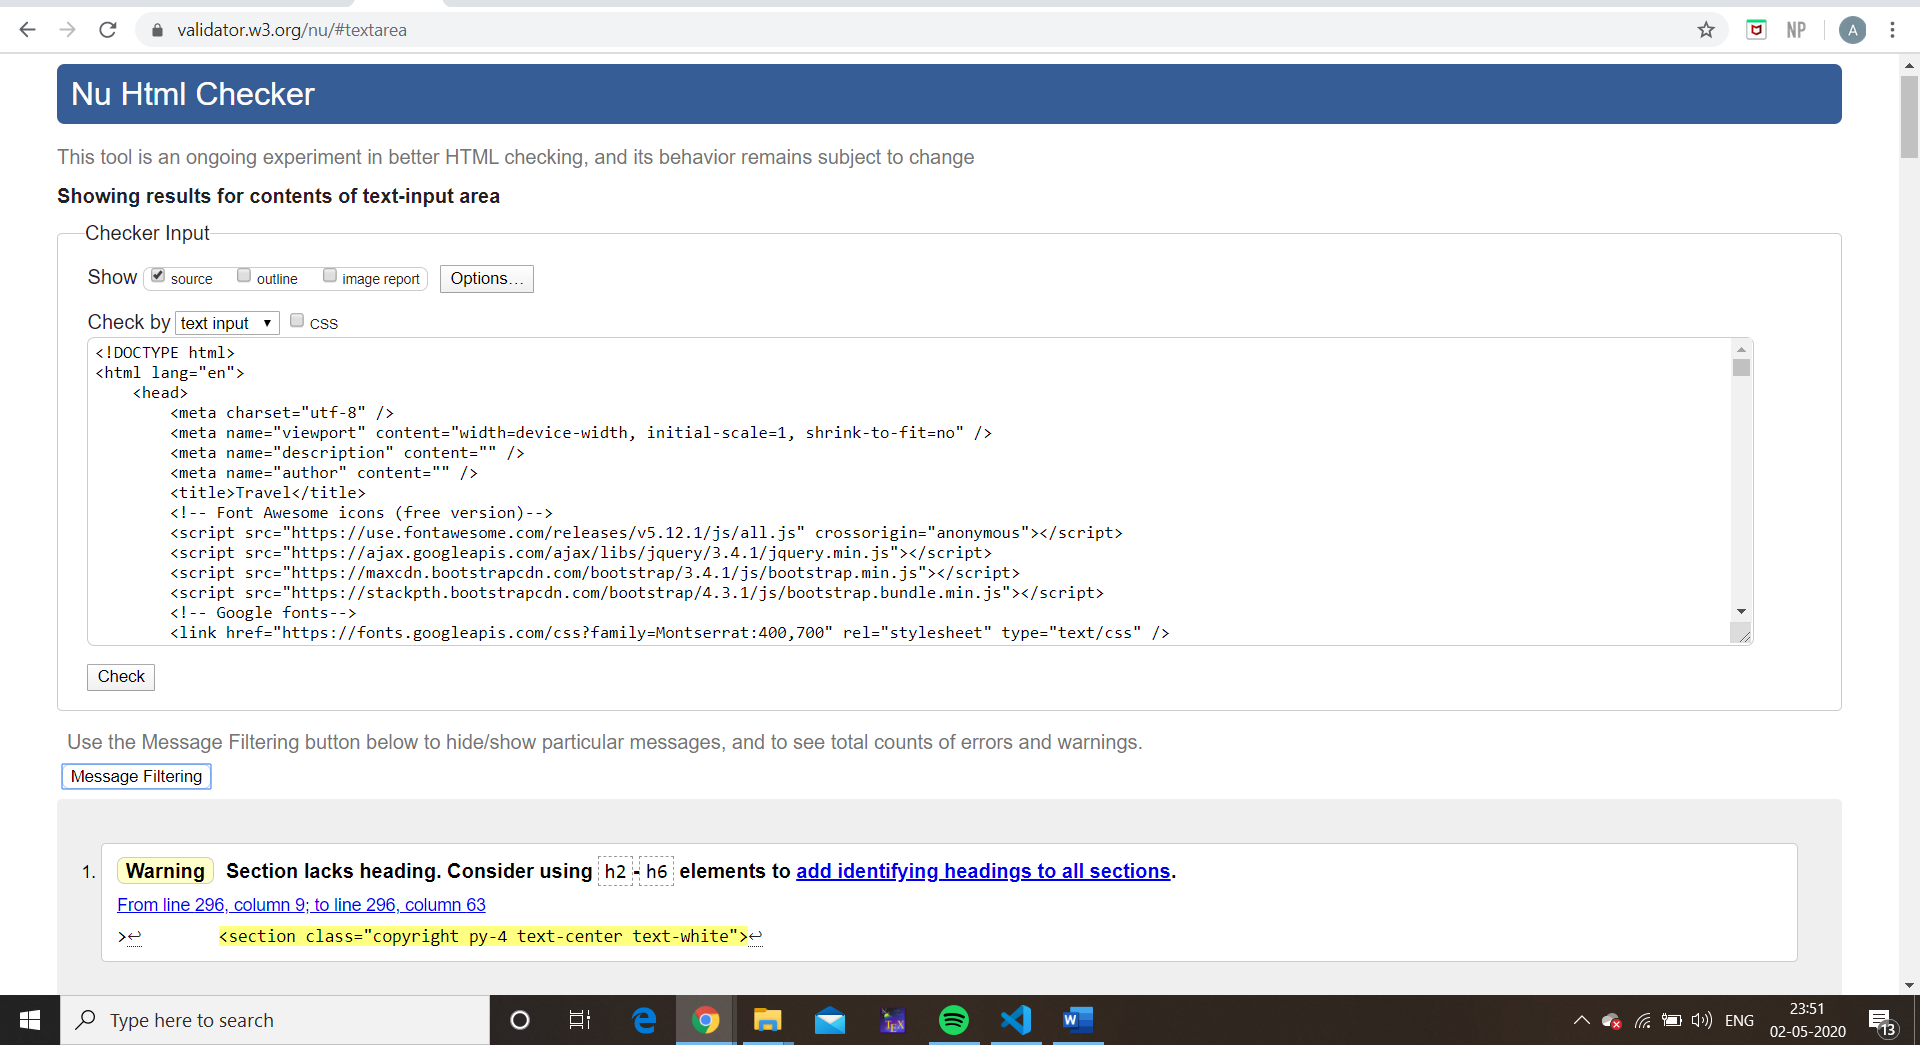 validator.w3.org/nu/#textarea
NP
A
Nu Html Checker
This tool is an ongoing experiment in better HTML checking, and its behavior remains subject to change
Showing results for contents of text-input area
Checker Input
Show source outline image report Options...
Check by text input CSS
<!DOCTYPE html>
<html lang="en">
    <head>
        <meta charset="utf-8" />
        <meta name="viewport" content="width=device-width, initial-scale=1, shrink-to-fit=no" />
        <meta name="description" content="" />
        <meta name="author" content="" />
        <title>Travel</title>
        <!-- Font Awesome icons (free version)-->
        <script src="https://use.fontawesome.com/releases/v5.12.1/js/all.js" crossorigin="anonymous"></script>
        <script src="https://ajax.googleapis.com/ajax/libs/jquery/3.4.1/jquery.min.js"></script>
        <script src="https://maxcdn.bootstrapcdn.com/bootstrap/3.4.1/js/bootstrap.min.js"></script>
        <script src="https://stackpth.bootstrapcdn.com/bootstrap/4.3.1/js/bootstrap.bundle.min.js"></script>
        <!-- Google fonts-->
        <link href="https://fonts.googleapis.com/css?family=Montserrat:400,700" rel="stylesheet" type="text/css" />
Check
Use the Message Filtering button below to hide/show particular messages, and to see total counts of errors and warnings.
Message Filtering
1. Warning Section lacks heading. Consider using h2-h6 elements to add identifying headings to all sections.
From line 296, column 9; to line 296, column 63
>↩ <section class="copyright py-4 text-center text-white">↩
Type here to search
TEX
W
ENG
23:51
02-05-2020
13